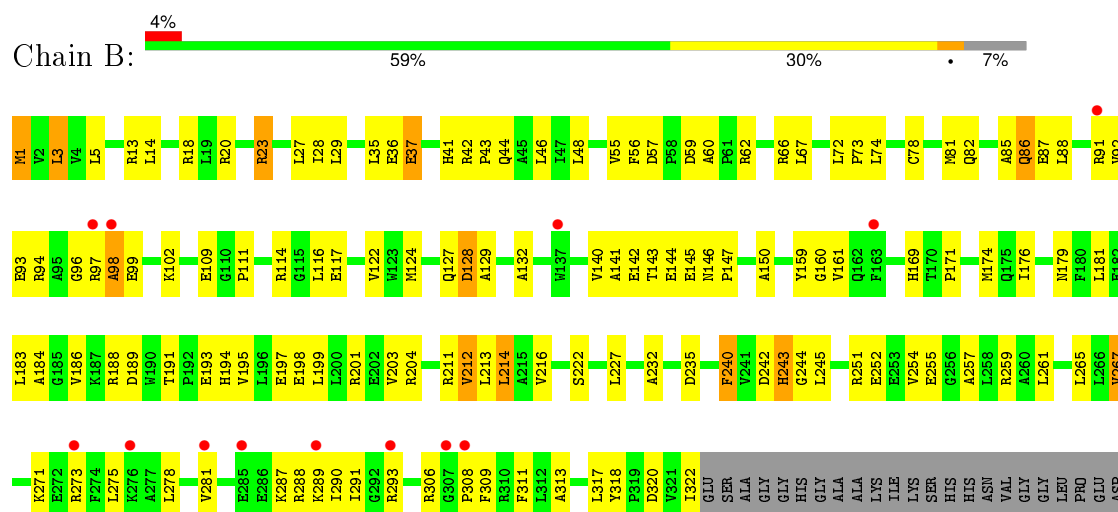 4%
Chain B:
59% 30% • 7%
M1 V2 L3 V4 L5 R13 L14 R18 L19 R20 R23 L27 I28 L29 L35 E36 E37 H41 R42 P43 Q44 A45 L46 I47 L48 V55 F56 D57 P58 D59 A60 P61 R62 R66 L67 L72 P73 L74 C78 M81 Q82 A85 Q86 E87 L88 R91
E93 R94 A95 G96 R97 A98 E99 K102 E109 G110 P111 R114 G115 L116 E117 V122 W123 M124 Q127 D128 A129 A132 W137 V140 A141 E142 T143 E144 E145 N146 P147 A150 Y159 G160 V161 Q162 F163 H169 T170 P171 M174 Q175 I176 N179 F180 L181
L183 A184 G185 V186 K187 R188 D189 W190 T191 P192 E193 H194 V195 L196 E197 E198 L199 L200 R201 E202 V203 R204 R211 V212 L213 L214 A215 V216 S222 L227 A232 D235 F240 V241 D242 H243 G244 L245 R251 E252 E253 V254 E255 G256 A257 L258 R259 A260 L261 L265 L266 V267
K271 E272 R273 F274 L275 K276 A277 L278 V281 E285 E286 K287 R288 K289 I290 I291 G292 R293 R306 G307 P308 F309 R310 F311 L312 A313 L317 Y318 P319 D320 V321 I322 GLU SER ALA GLY GLY HIS GLY ALA ALA LYS ILE LYS SER HIS HIS ASN VAL GLY GLY LEU PRO GLU ASP